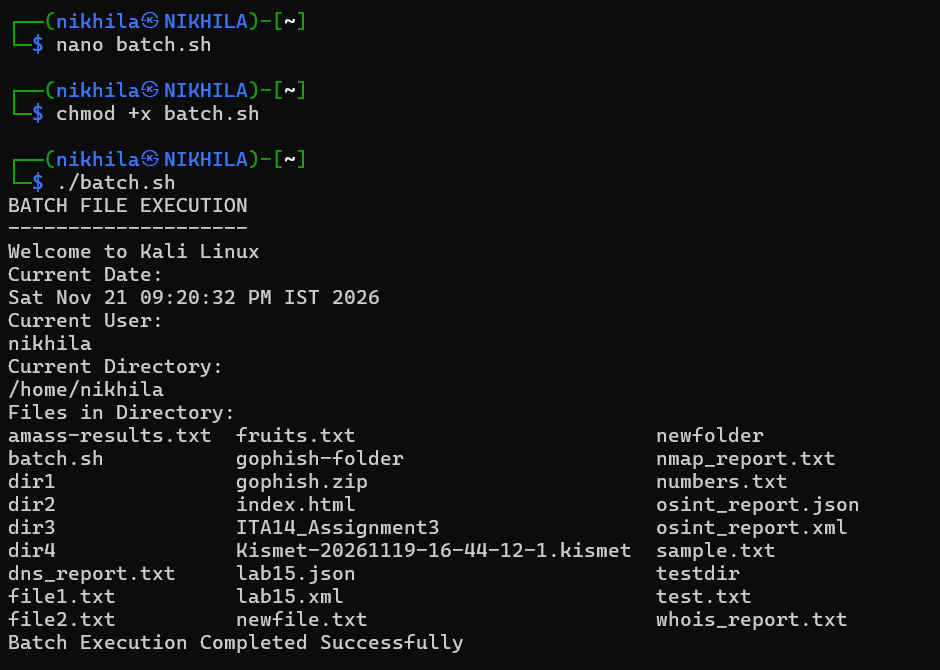 ┌──(nikhila㉿NIKHILA)-[~]
└─$ nano batch.sh
┌──(nikhila㉿NIKHILA)-[~]
└─$ chmod +x batch.sh
┌──(nikhila㉿NIKHILA)-[~]
└─$ ./batch.sh
BATCH FILE EXECUTION
--------------------
Welcome to Kali Linux
Current Date:
Sat Nov 21 09:20:32 PM IST 2026
Current User:
nikhila
Current Directory:
/home/nikhila
Files in Directory:
amass-results.txt  fruits.txt                         newfolder
batch.sh           gophish-folder                     nmap_report.txt
dir1               gophish.zip                        numbers.txt
dir2               index.html                         osint_report.json
dir3               ITA14_Assignment3                  osint_report.xml
dir4               Kismet-20261119-16-44-12-1.kismet  sample.txt
dns_report.txt     lab15.json                         testdir
file1.txt          lab15.xml                          test.txt
file2.txt          newfile.txt                        whois_report.txt
Batch Execution Completed Successfully